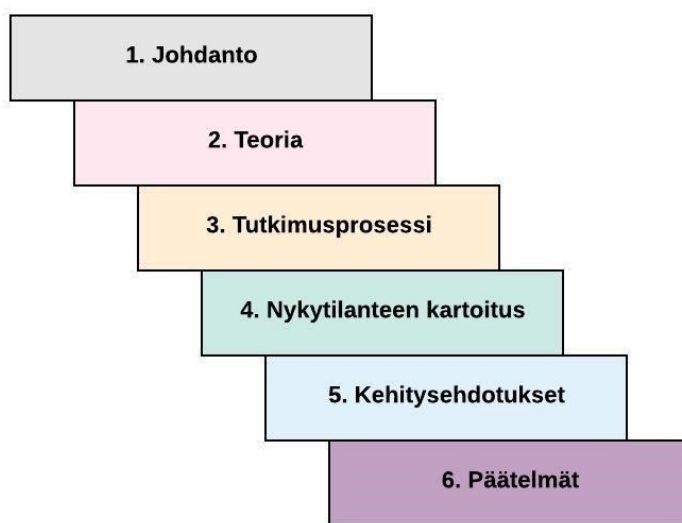 1. Johdanto
2. Teoria
3. Tutkimusprosessi
4. Nykytilanteen kartoitus
5. Kehitysehdotukset
6. Päätelmät